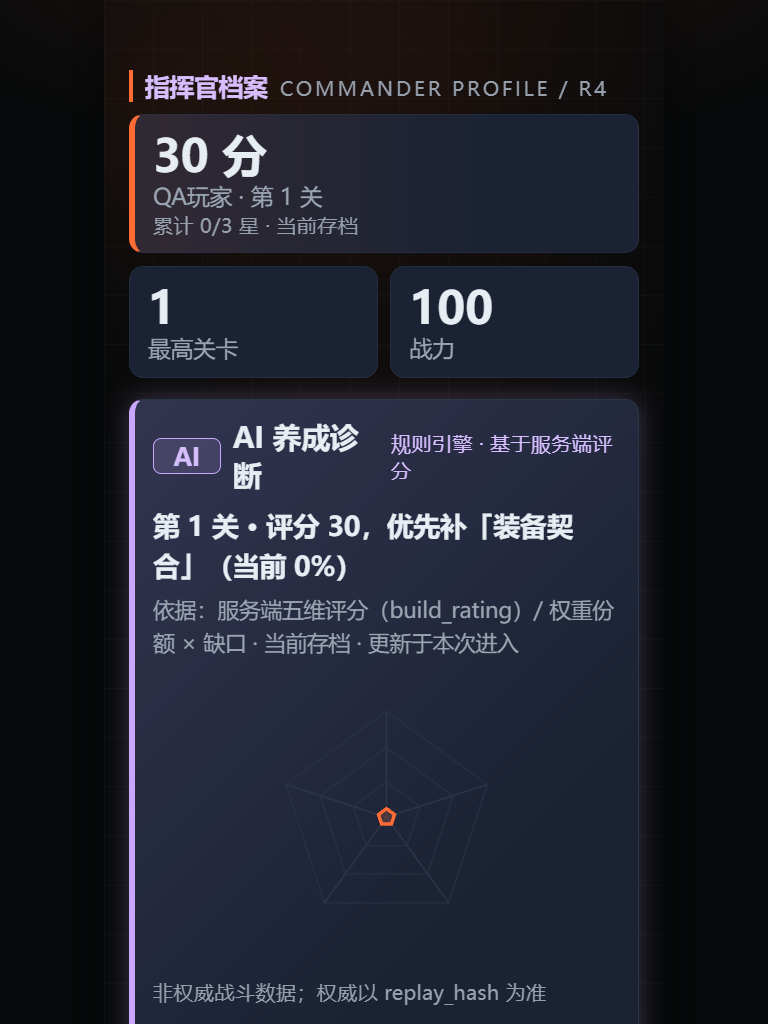 指挥官档案 COMMANDER PROFILE / R4
30 分
QA玩家 · 第 1 关
累计 0/3 星 · 当前存档
1
最高关卡
100
战力
AI
AI 养成诊
断
规则引擎 · 基于服务端评
分
第 1 关 • 评分 30，优先补「装备契
合」（当前 0%）
依据：服务端五维评分（build_rating）/ 权重份
额 × 缺口 · 当前存档 · 更新于本次进入
非权威战斗数据；权威以 replay_hash 为准